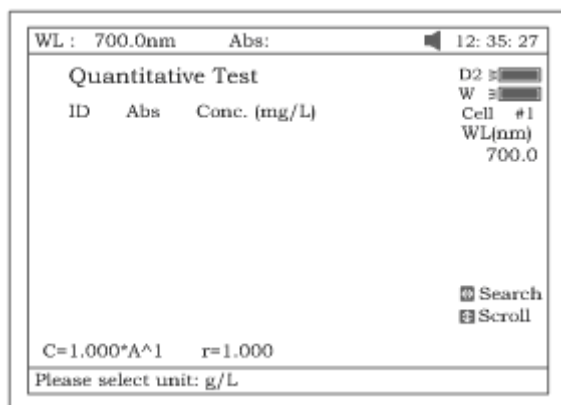 WL : 700.0nm Abs: 12: 35: 27
Quantitative Test
D2
W
ID Abs Conc. (mg/L)
Cell #1
WL(nm)
700.0
Search
Scroll
C=1.000*A^1 r=1.000
Please select unit: g/L